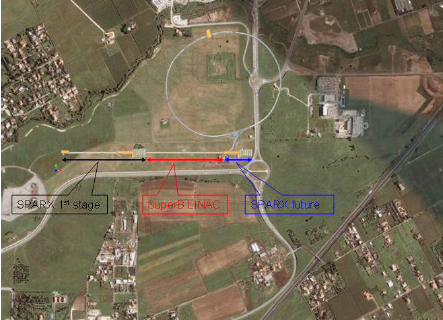 SPARX 1st stage
SuperB LINAC
SPARX future